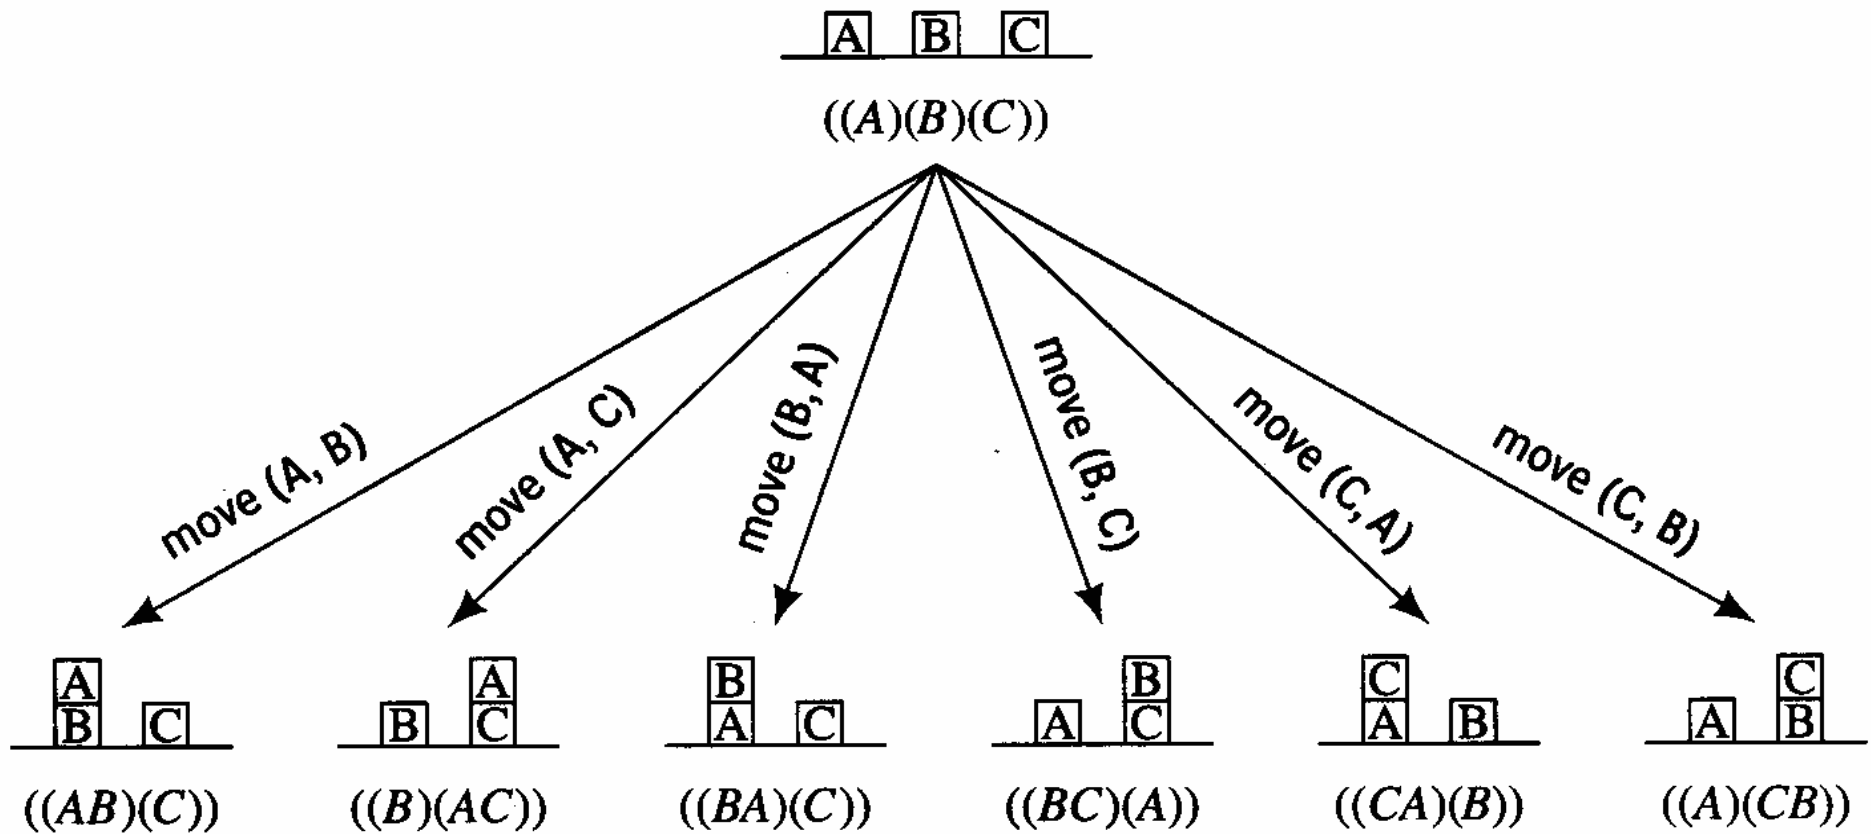 A B C
((A)(B)(C))
move (A, B)
move (A, C)
move (B, A)
move (B, C)
move (C, A)
move (C, B)
A
B C
A
B C
B
A C
B
A C
C
A B
C
A B
((AB)(C))
((B)(AC))
((BA)(C))
((BC)(A))
((CA)(B))
((A)(CB))